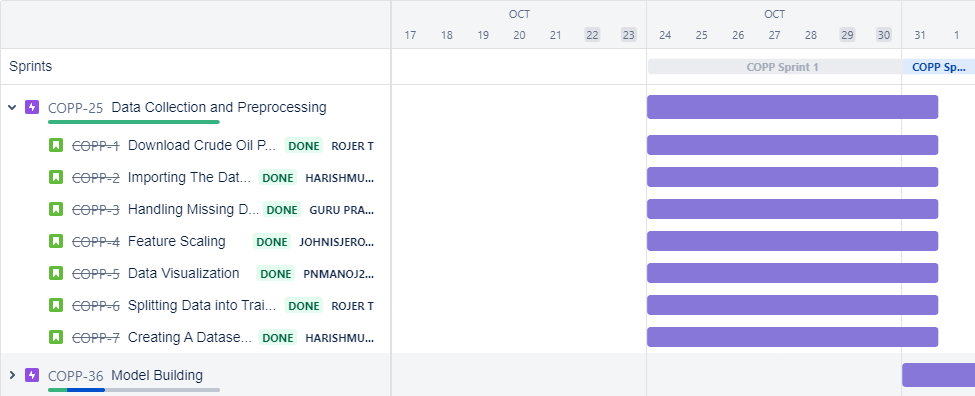 OCT OCT
17 18 19 20 21 22 23 24 25 26 27 28 29 30 31 1
Sprints COPP Sprint 1 COPP Sp...
COPP-25 Data Collection and Preprocessing
COPP-1 Download Crude Oil P... DONE ROJER T
COPP-2 Importing The Dat... DONE HARISHMU...
COPP-3 Handling Missing D... DONE GURU PRA...
COPP-4 Feature Scaling DONE JOHNISJERO...
COPP-5 Data Visualization DONE PNMANOJ2...
COPP-6 Splitting Data into Trai... DONE ROJER T
COPP-7 Creating A Datase... DONE HARISHMU...
COPP-36 Model Building